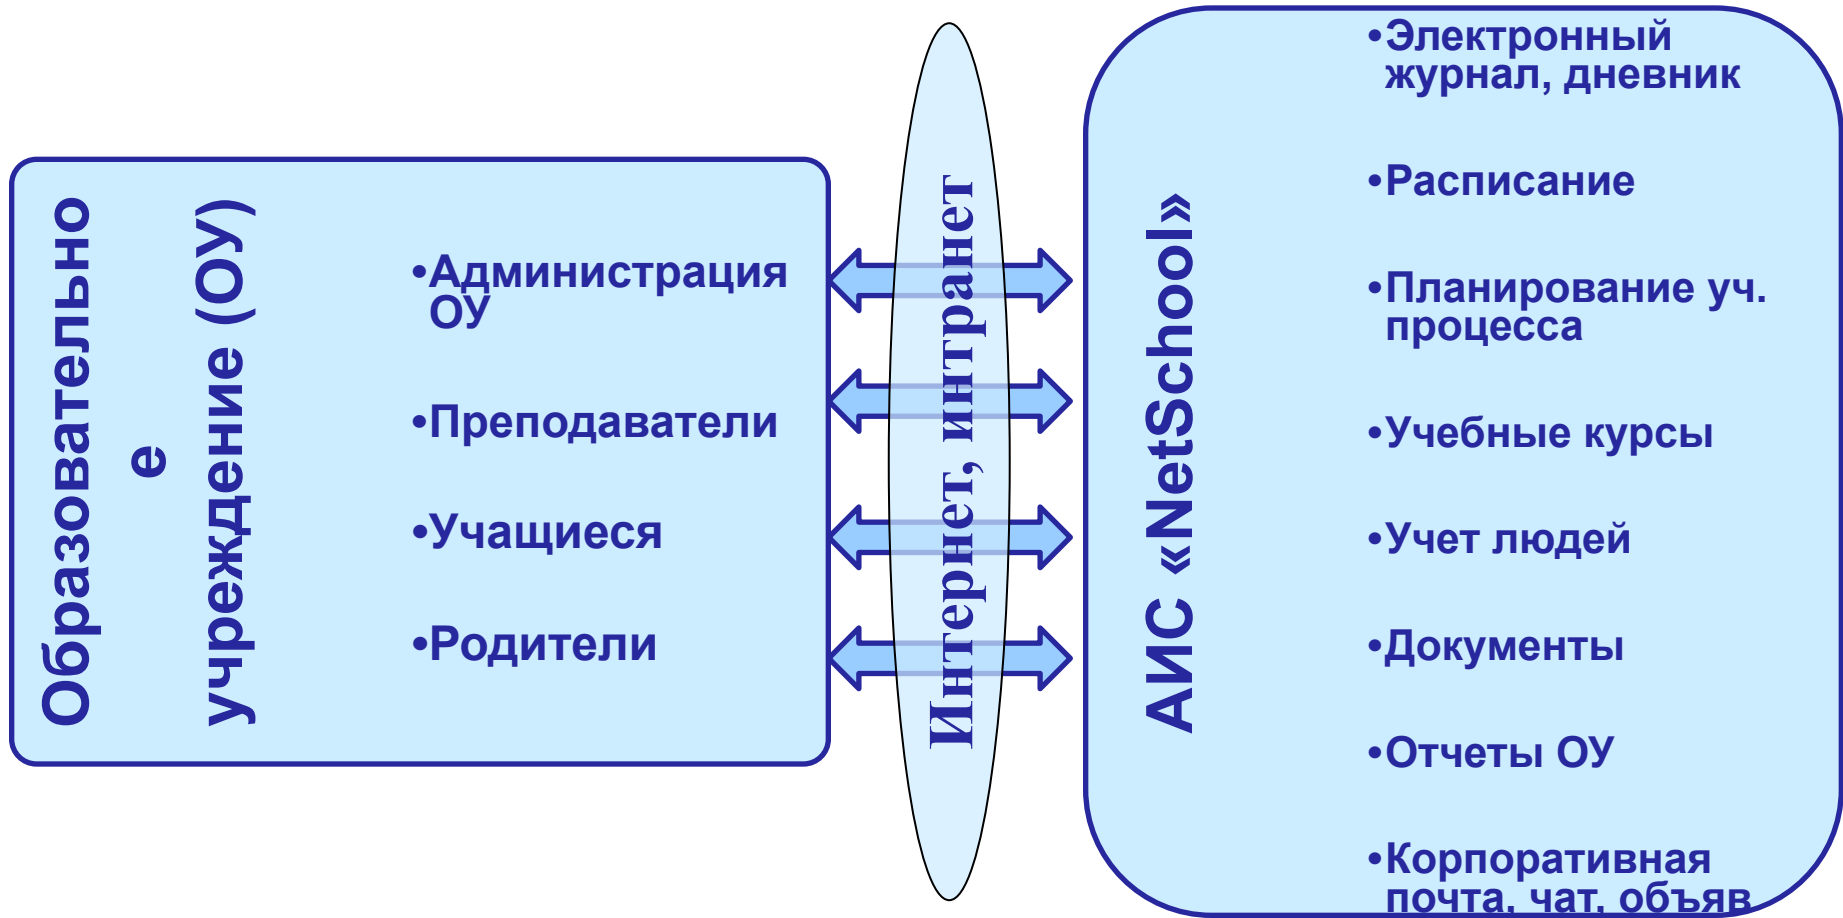 Образовательно
е
учреждение (ОУ)
•Администрация
ОУ
•Преподаватели
•Учащиеся
•Родители
Интернет, интранет
АИС «NetSchool»
•Электронный
журнал, дневник
•Расписание
•Планирование уч.
процесса
•Учебные курсы
•Учет людей
•Документы
•Отчеты ОУ
•Корпоративная
почта, чат, объяв